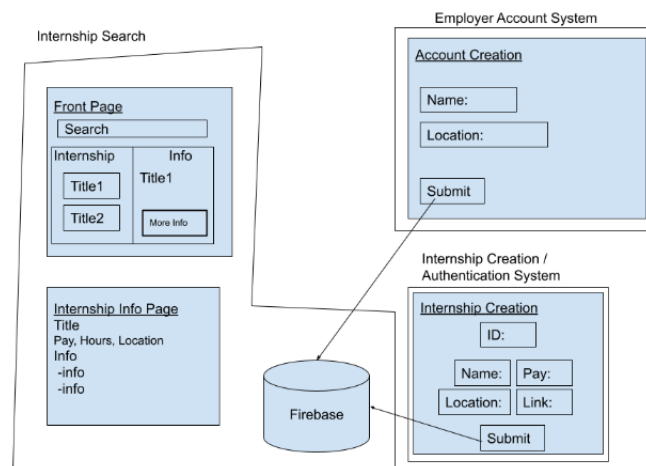 Internship Search
Front Page
Search
Internship
Info
Title1
Title2
Title1
More Info
Internship Info Page
Title
Pay, Hours, Location
Info
-info
-info
Firebase
Employer Account System
Account Creation
Name:
Location:
Submit
Internship Creation /
Authentication System
Internship Creation
ID:
Name:
Pay:
Location:
Link:
Submit